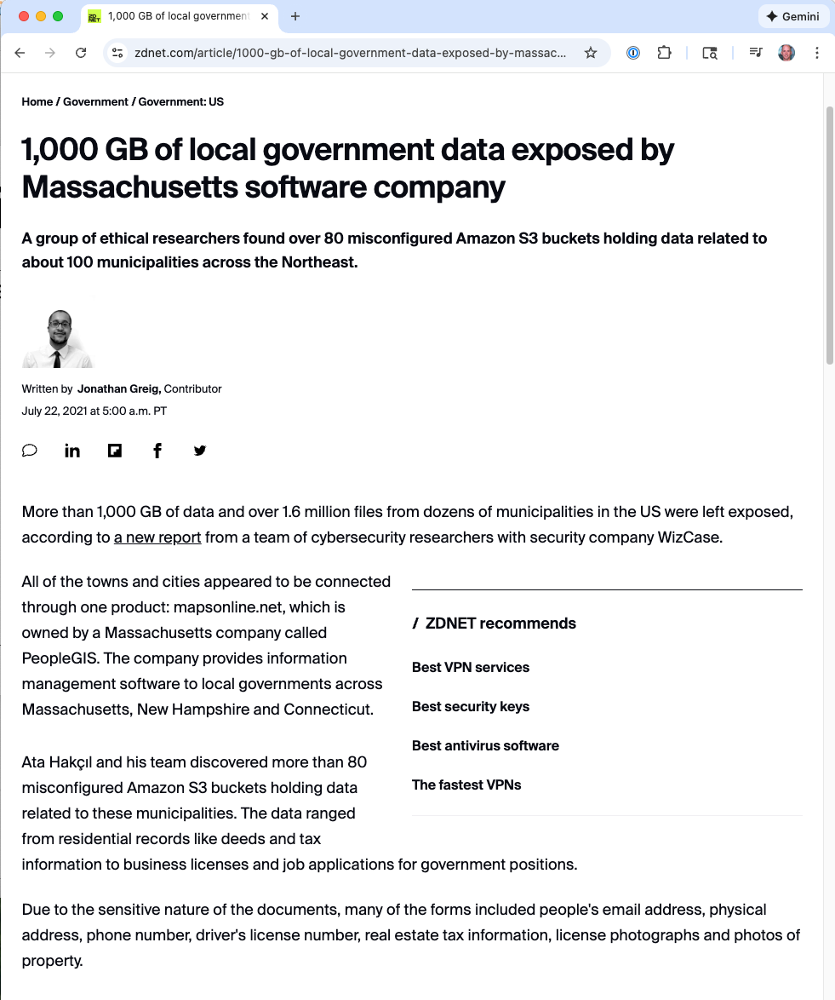 1,000 GB of local government
Gemini
zdnet.com/article/1000-gb-of-local-government-data-exposed-by-massac...
Home / Government / Government: US
1,000 GB of local government data exposed by
Massachusetts software company
A group of ethical researchers found over 80 misconfigured Amazon S3 buckets holding data related to
about 100 municipalities across the Northeast.
Written by Jonathan Greig, Contributor
July 22, 2021 at 5:00 a.m. PT
More than 1,000 GB of data and over 1.6 million files from dozens of municipalities in the US were left exposed,
according to a new report from a team of cybersecurity researchers with security company WizCase.
All of the towns and cities appeared to be connected
through one product: mapsonline.net, which is
owned by a Massachusetts company called
PeopleGIS. The company provides information
management software to local governments across
Massachusetts, New Hampshire and Connecticut.
/ ZDNET recommends
Best VPN services
Best security keys
Best antivirus software
The fastest VPNs
Ata Hakçıl and his team discovered more than 80
misconfigured Amazon S3 buckets holding data
related to these municipalities. The data ranged
from residential records like deeds and tax
information to business licenses and job applications for government positions.
Due to the sensitive nature of the documents, many of the forms included people's email address, physical
address, phone number, driver's license number, real estate tax information, license photographs and photos of
property.